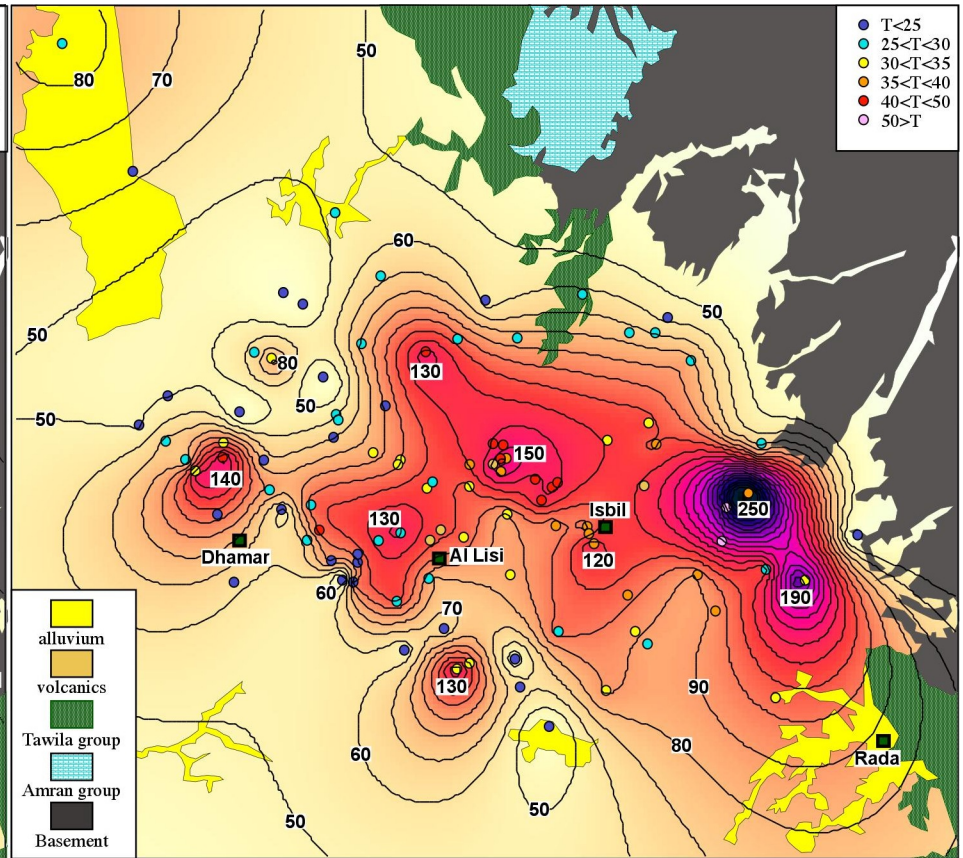 T<25
25<T<30
30<T<35
35<T<40
40<T<50
50>T
50
80
70
60
50
50
80
130
50
50
150
140
130
Isbil
250
Dhamar
Al Lisi
120
60
190
70
130
90
80
60
Rada
50
50
alluvium
volcanics
Tawila group
Amran group
Basement